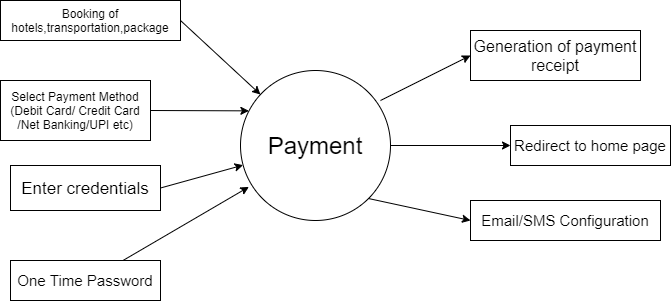 Booking of
hotels,transportation,package
Select Payment Method
(Debit Card/ Credit Card
/Net Banking/UPI etc)
Enter credentials
One Time Password
Payment
Generation of payment
receipt
Redirect to home page
Email/SMS Configuration